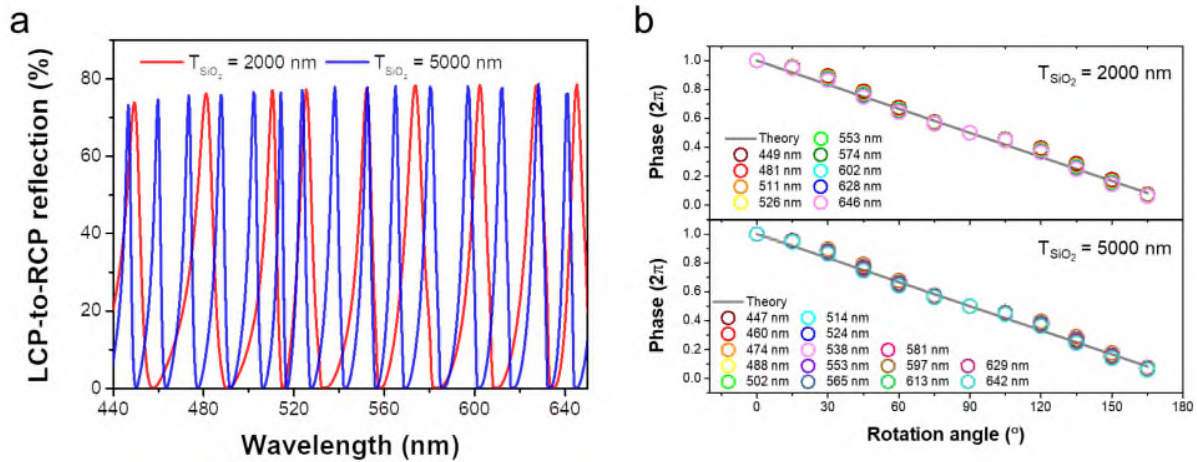 a
T SiO₂ = 2000 nm T SiO₂ = 5000 nm
LCP-to-RCP reflection (%)
80
60
40
20
0
440 480 520 560 600 640
Wavelength (nm)
b
T SiO₂ = 2000 nm
Phase (2π)
1.0
0.8
0.6
0.4
0.2
0.0
Theory
449 nm
481 nm
511 nm
526 nm
553 nm
574 nm
602 nm
628 nm
646 nm
T SiO₂ = 5000 nm
Phase (2π)
1.0
0.8
0.6
0.4
0.2
0.0
Theory
447 nm
460 nm
474 nm
488 nm
502 nm
514 nm
524 nm
538 nm
553 nm
565 nm
581 nm
597 nm
613 nm
629 nm
642 nm
0 30 60 90 120 150 180
Rotation angle (°)